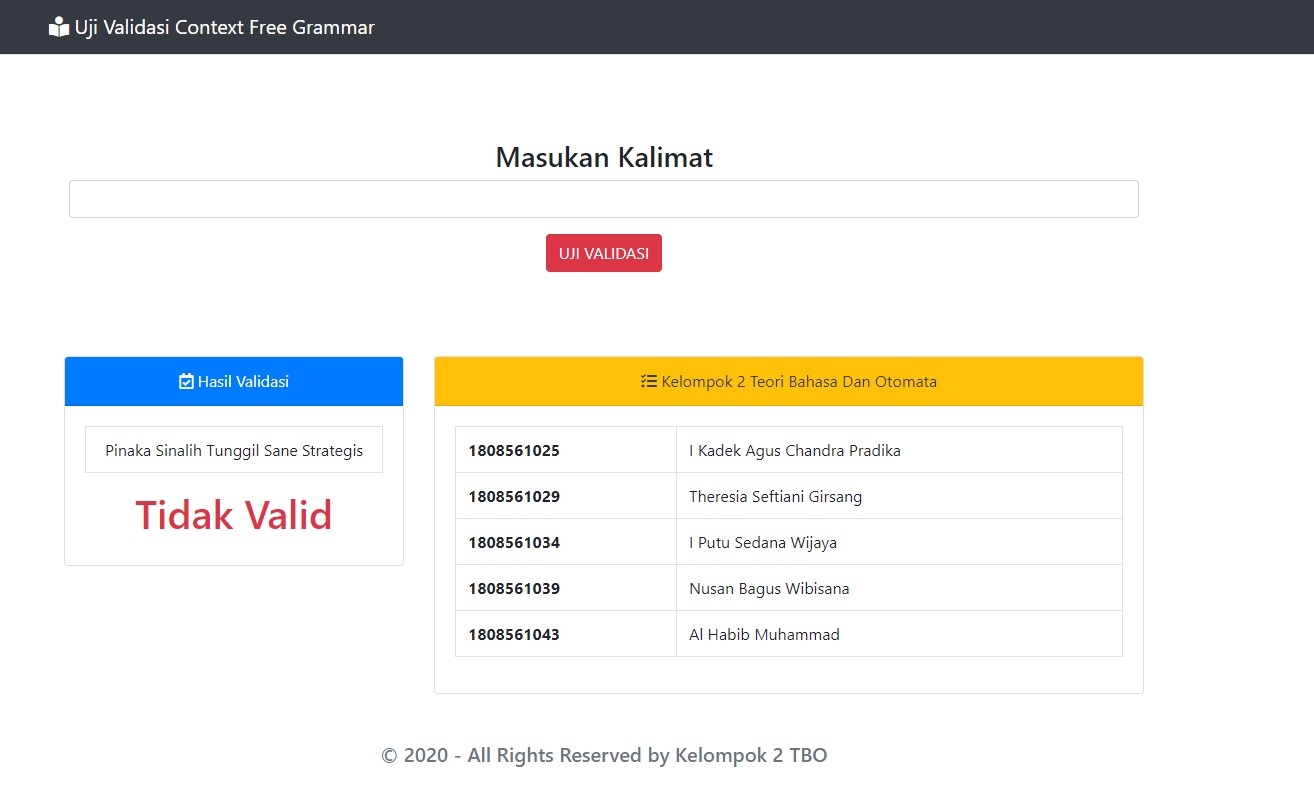 Uji Validasi Context Free Grammar
Masukan Kalimat
UJI VALIDASI
Hasil Validasi
Pinaka Sinalih Tunggil Sane Strategis
Tidak Valid
Kelompok 2 Teori Bahasa Dan Otomata
1808561025 I Kadek Agus Chandra Pradika
1808561029 Theresia Seftiani Girsang
1808561034 I Putu Sedana Wijaya
1808561039 Nusan Bagus Wibisana
1808561043 Al Habib Muhammad
© 2020 - All Rights Reserved by Kelompok 2 TBO